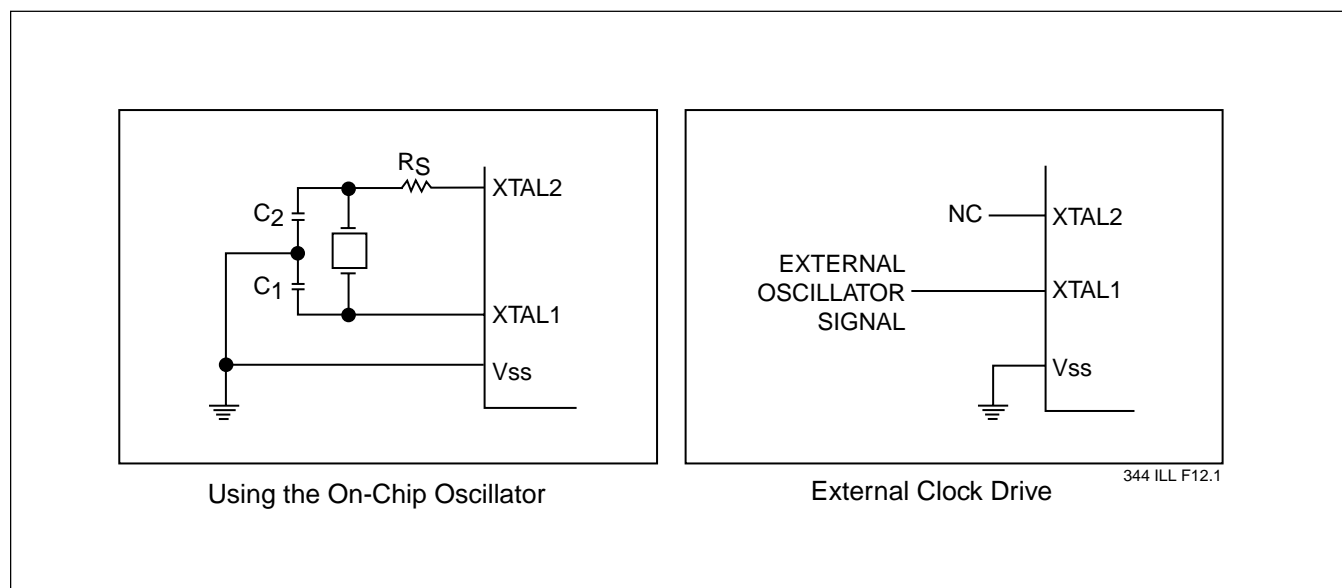 RS
XTAL2
C2
C1
XTAL1
Vss
Using the On-Chip Oscillator
NC
XTAL2
EXTERNAL
OSCILLATOR
SIGNAL
XTAL1
Vss
External Clock Drive
344 ILL F12.1